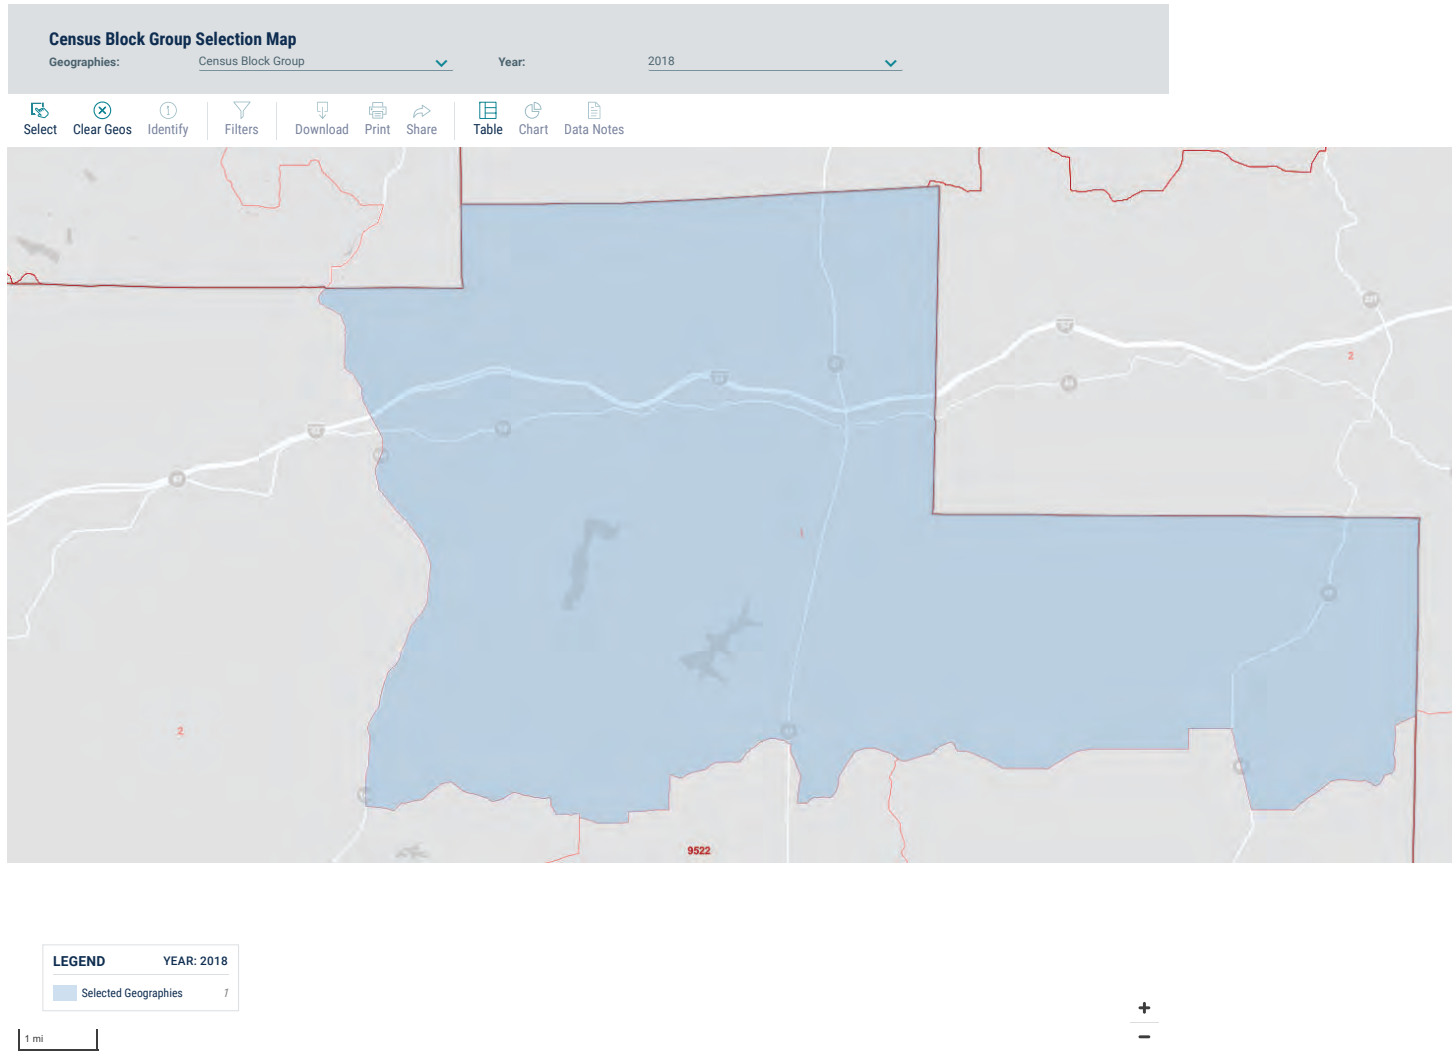 Census Block Group Selection Map
Geographies: Census Block Group Year: 2018
Select Clear Geos Identify Filters Download Print Share Table Chart Data Notes
2
1
2
9522
LEGEND YEAR: 2018
Selected Geographies 1
1 mi